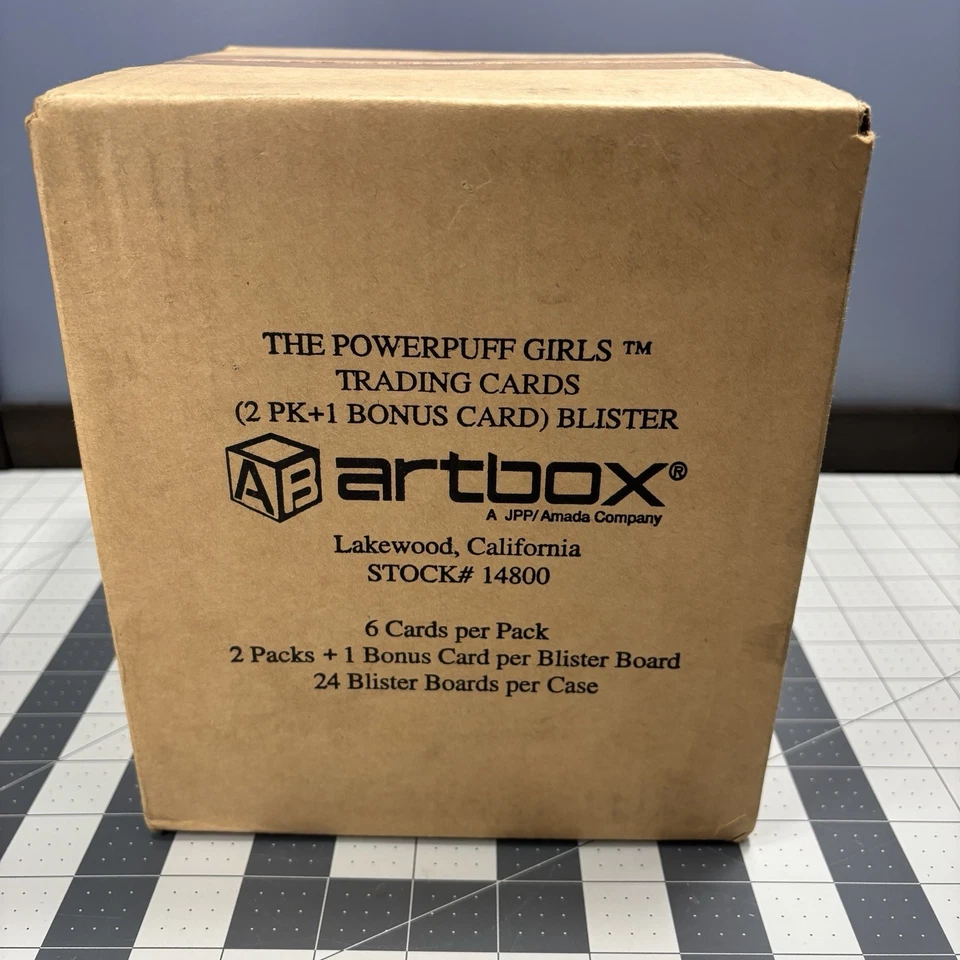 THE POWERPUFF GIRLS ™
TRADING CARDS
(2 PK+1 BONUS CARD) BLISTER
AB artbox®
A JPP/Amada Company
Lakewood, California
STOCK# 14800
6 Cards per Pack
2 Packs + 1 Bonus Card per Blister Board
24 Blister Boards per Case